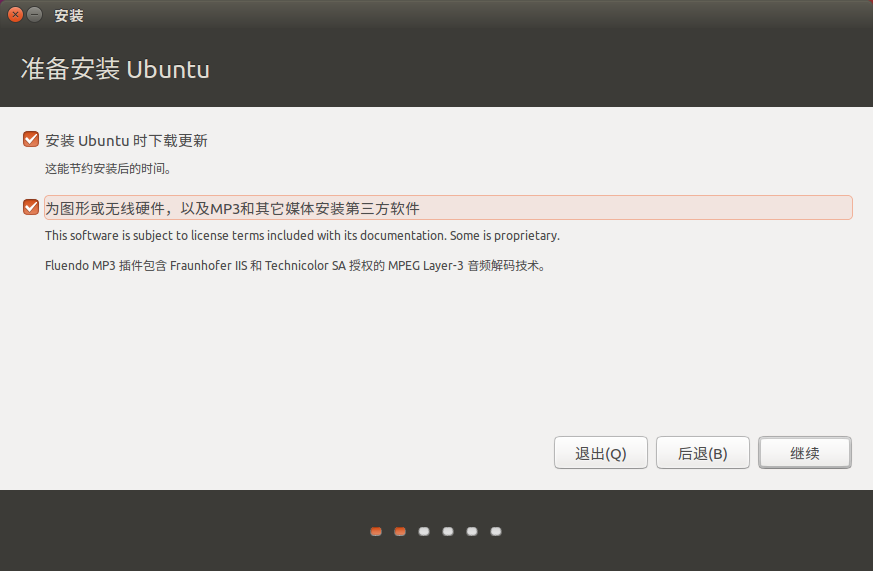 安装
准备安装 Ubuntu
安装 Ubuntu 时下载更新
这能节约安装后的时间。
为图形或无线硬件，以及MP3和其它媒体安装第三方软件
This software is subject to license terms included with its documentation. Some is proprietary.
Fluendo MP3 插件包含 Fraunhofer IIS 和 Technicolor SA 授权的 MPEG Layer-3 音频解码技术。
退出(Q) 后退(B) 继续